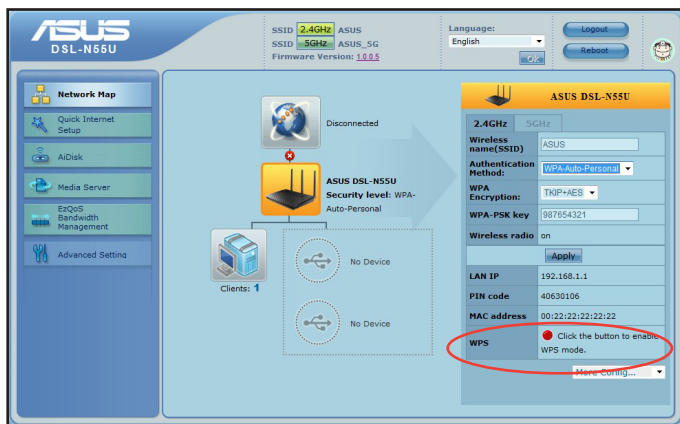 ASUS
DSL-N55U
SSID 2.4GHz ASUS
SSID 5GHz ASUS_5G
Firmware Version: 1.0.0.5
Language:
English
Ok
Logout
Reboot
Network Map
Quick Internet
Setup
AiDisk
Media Server
EzQoS
Bandwidth
Management
Advanced Setting
Disconnected
ASUS DSL-N55U
Security level: WPA-
Auto-Personal
Clients: 1
No Device
No Device
ASUS DSL-N55U
2.4GHz 5GHz
Wireless
name(SSID)
ASUS
Authentication
Method:
WPA-Auto-Personal
WPA
Encryption:
TKIP+AES
WPA-PSK key 987654321
Wireless radio on
Apply
LAN IP 192.168.1.1
PIN code 40630106
MAC address 00:22:22:22:22:22
WPS
Click the button to enable
WPS mode.
More Config...